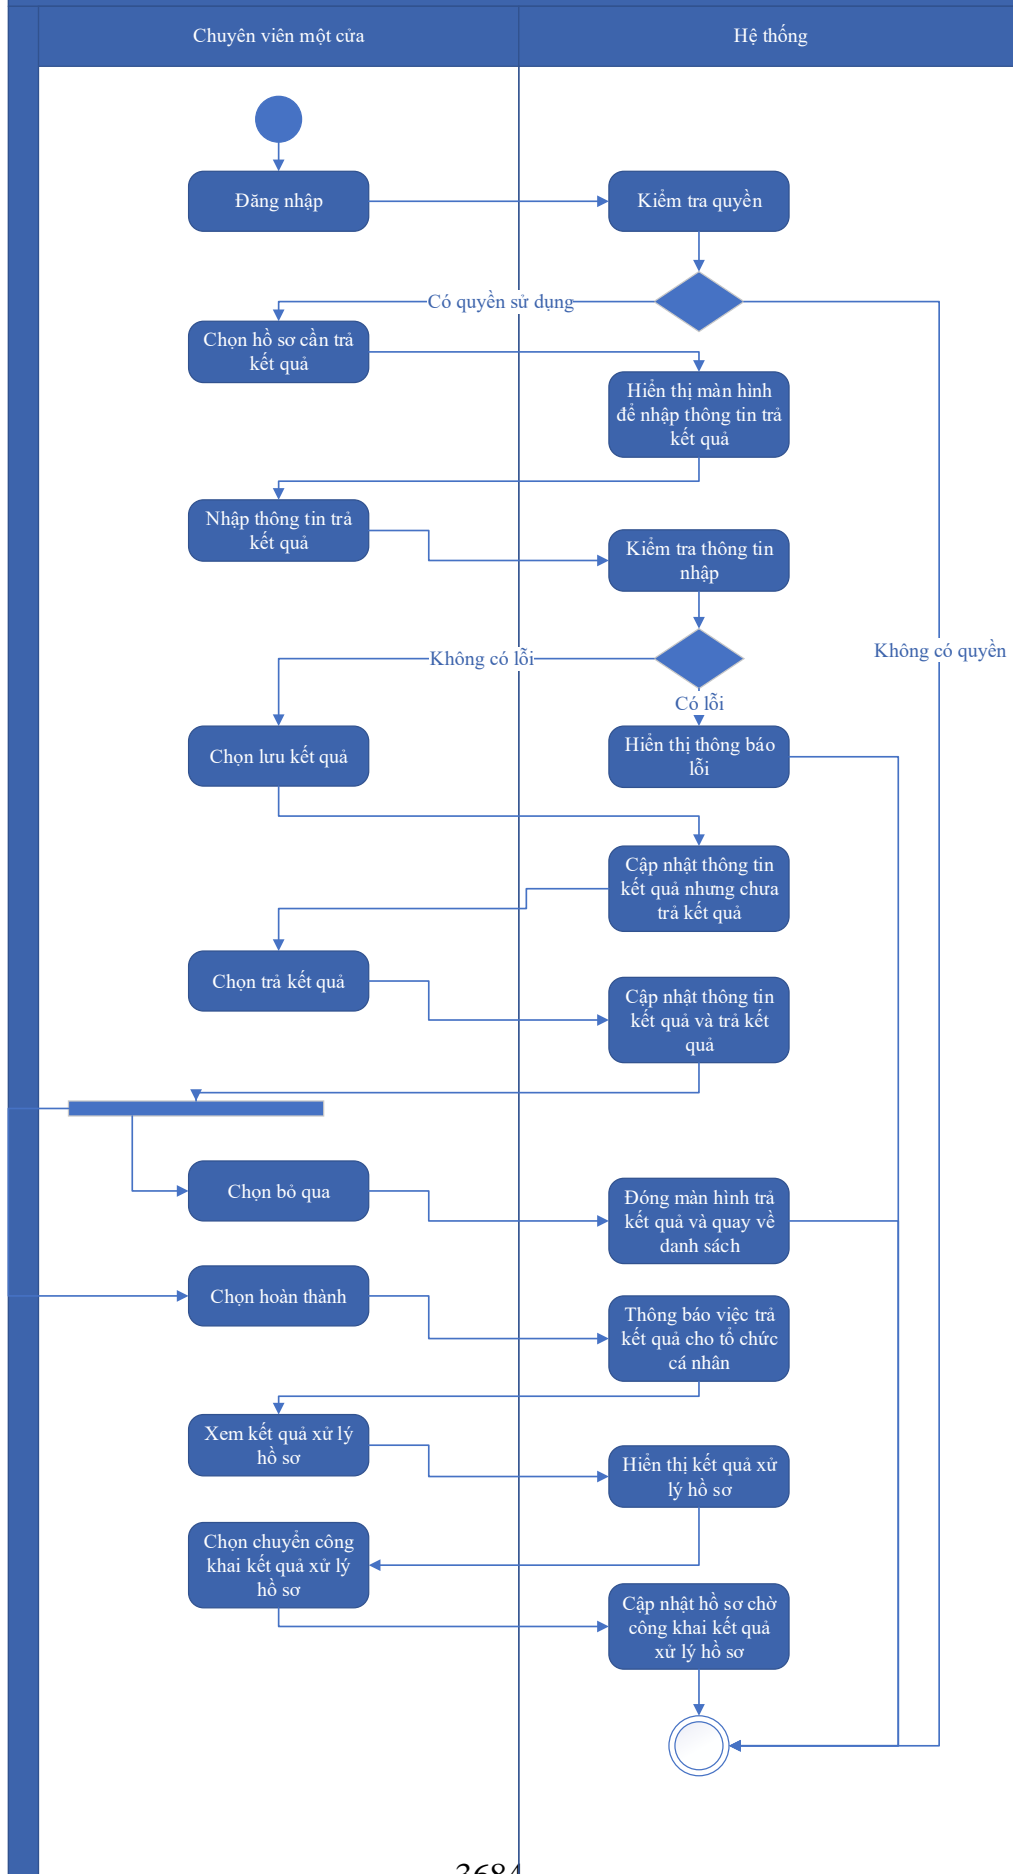 Chuyên viên một cửa
Hệ thống
Đăng nhập
Kiểm tra quyền
Có quyền sử dụng
Chọn hồ sơ cần trả
kết quả
Hiển thị màn hình
để nhập thông tin trả
kết quả
Nhập thông tin trả
kết quả
Kiểm tra thông tin
nhập
Không có quyền
Không có lỗi
Có lỗi
Chọn lưu kết quả
Hiển thị thông báo
lỗi
Cập nhật thông tin
kết quả nhưng chưa
trả kết quả
Chọn trả kết quả
Cập nhật thông tin
kết quả và trả kết
quả
Chọn bỏ qua
Đóng màn hình trả
kết quả và quay về
danh sách
Chọn hoàn thành
Thông báo việc trả
kết quả cho tổ chức
cá nhân
Xem kết quả xử lý
hồ sơ
Hiển thị kết quả xử
lý hồ sơ
Chọn chuyển công
khai kết quả xử lý
hồ sơ
Cập nhật hồ sơ chờ
công khai kết quả
xử lý hồ sơ
3684